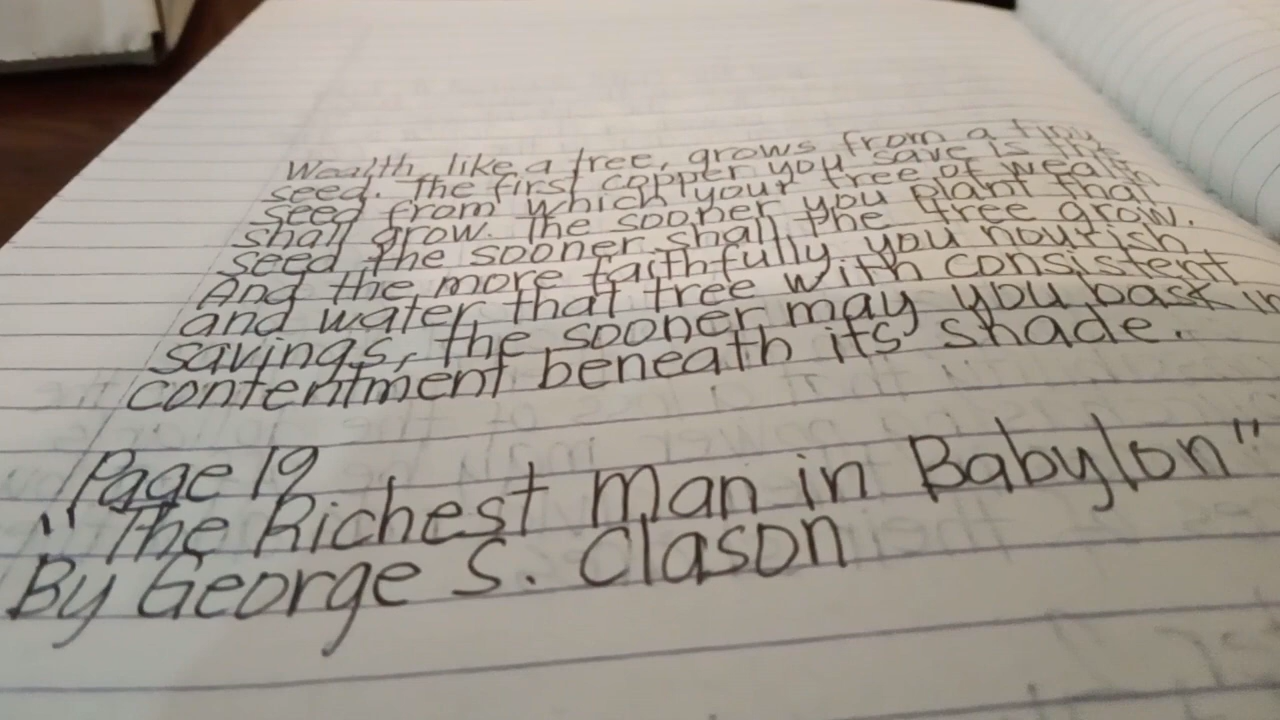 Wealth, like a tree, grows from a tiny
seed. The first copper you save is the
seed from which your tree of wealth
shall grow. The sooner you plant that
seed the sooner shall the tree grow.
And the more faithfully you nourish
and water that tree with consistent
savings, the sooner may you bask in
contentment beneath its shade.
Page 19
"The Richest Man in Babylon"
By George S. Clason